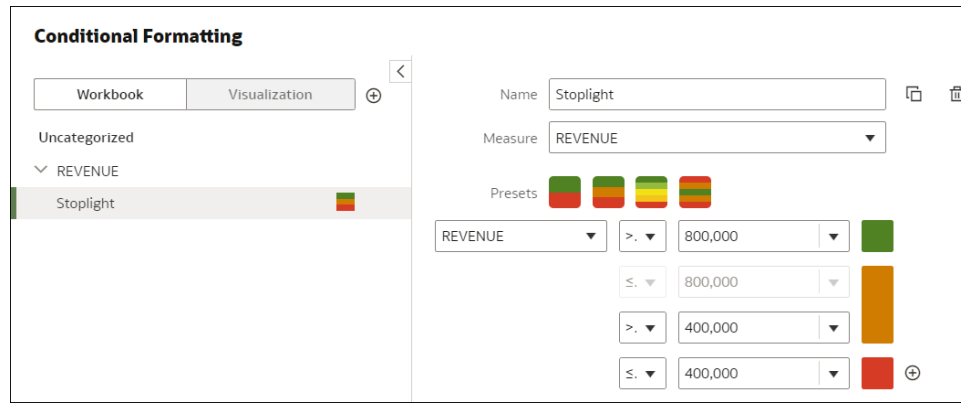 Conditional Formatting
Workbook
Visualization
Uncategorized
REVENUE
Stoplight
Name
Stoplight
Measure
REVENUE
Presets
REVENUE
>.
800,000
≤.
800,000
>.
400,000
≤.
400,000